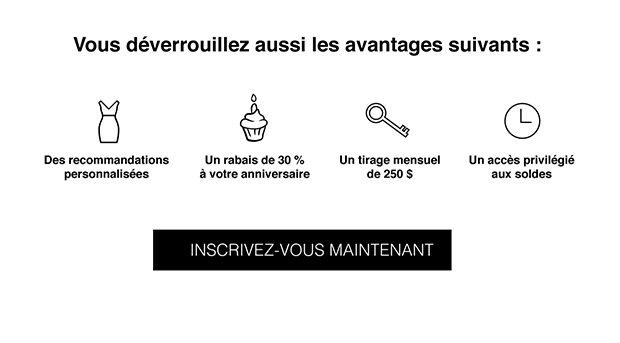 Vous déverrouillez aussi les avantages suivants :
Des recommandations
personnalisées
Un rabais de 30 %
à votre anniversaire
Un tirage mensuel
de 250 $
Un accès privilégié
aux soldes
INSCRIVEZ-VOUS MAINTENANT